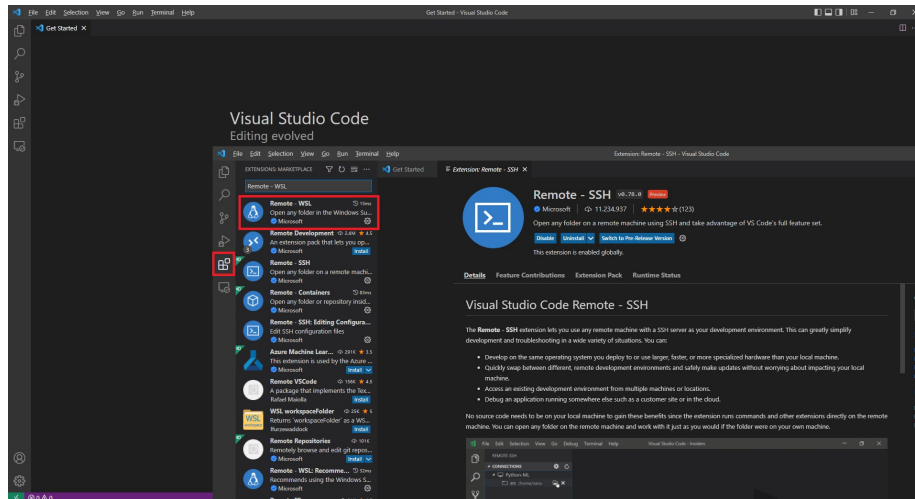 File Edit Selection View Go Run Terminal Help
Get Started - Visual Studio Code
Get Started
Visual Studio Code
Editing evolved
File Edit Selection View Go Run Terminal Help
Extension: Remote - SSH - Visual Studio Code
EXTENSIONS: MARKETPLACE
Get Started
Extension: Remote - SSH
Remote - WSL
Remote - WSL
Open any folder in the Windows Su...
Microsoft
Remote Development
4.5
An extension pack that lets you op...
Microsoft
Install
Remote - SSH
Open any folder on a remote machi...
Microsoft
Remote - Containers
Open any folder or repository insid...
Microsoft
Remote - SSH: Editing Configura...
Edit SSH configuration files
Microsoft
Azure Machine Lear...
291K
3.5
This extension is used by the Azure ...
Microsoft
Install
Remote VSCode
156K
4.5
A package that implements the Tex...
Rafael Maiolla
Install
WSL workspaceFolder
Returns 'workspaceFolder' as a WS...
Install
Remote Repositories
101K
Remotely browse and edit git repos...
Microsoft
Install
Remote - WSL: Recomme...
Recommends using the Windows S...
Microsoft
Remote - SSH v0.78.0 Preview
Microsoft
11,234,937
(123)
Open any folder on a remote machine using SSH and take advantage of VS Code's full feature set.
Disable
Uninstall
Switch to Pre-Release Version
This extension is enabled globally.
Details Feature Contributions Extension Pack Runtime Status
Visual Studio Code Remote - SSH
The Remote - SSH extension lets you use any remote machine with a SSH server as your development environment. This can greatly simplify
development and troubleshooting in a wide variety of situations. You can:
Develop on the same operating system you deploy to or use larger, faster, or more specialized hardware than your local machine.
Quickly swap between different, remote development environments and safely make updates without worrying about impacting your local
machine.
Access an existing development environment from multiple machines or locations.
Debug an application running somewhere else such as a customer site or in the cloud.
No source code needs to be on your local machine to gain these benefits since the extension runs commands and other extensions directly on the remote
machine. You can open any folder on the remote machine and work with it just as you would if the folder were on your own machine.
File Edit Selection View Go Debug Terminal Help
Visual Studio Code - Insiders
REMOTE SSH
CONNECTIONS
Python-ML